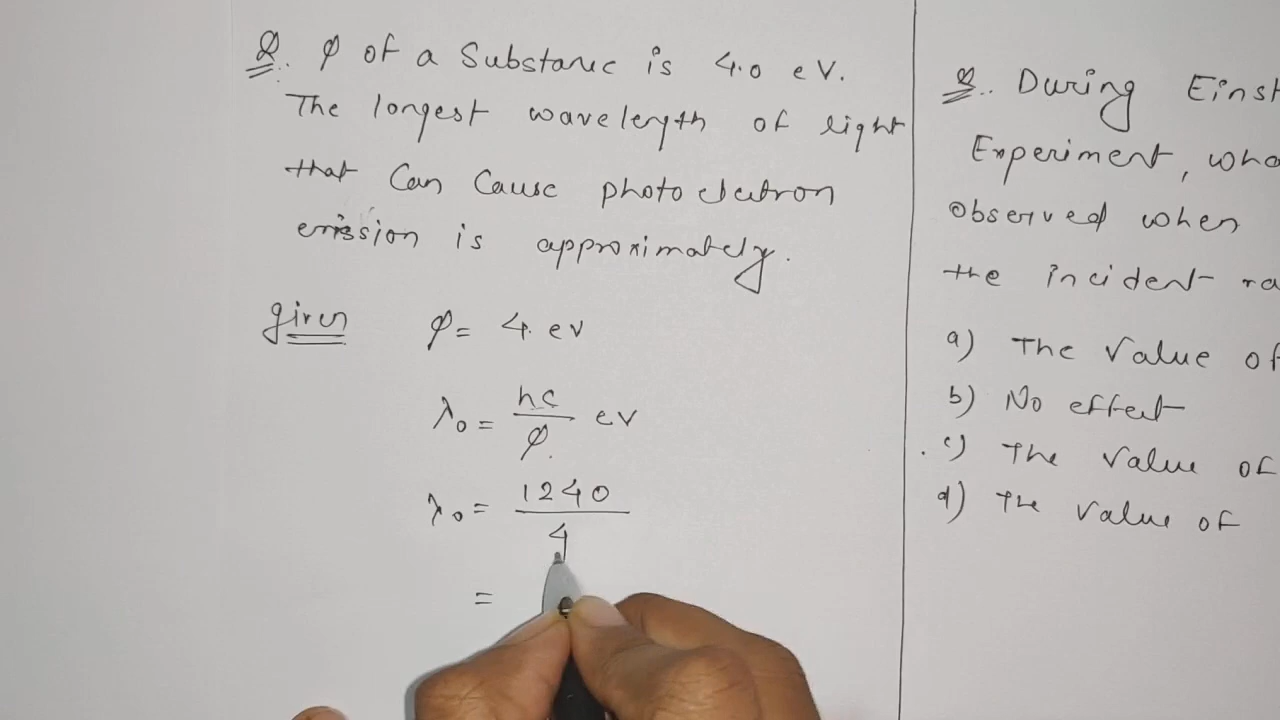 Q. φ of a Substance is 4.0 eV.
The longest wavelength of light
that Can Cause photo electron
emission is approximately.
given φ = 4. ev
λ₀ = hc/φ. ev
λ₀ = 1240/4
=
Q. During Einst
Experiment, wha
Observed when
the incident ra
a) The Value of
b) No effect
c) The Value of
d) The Value of